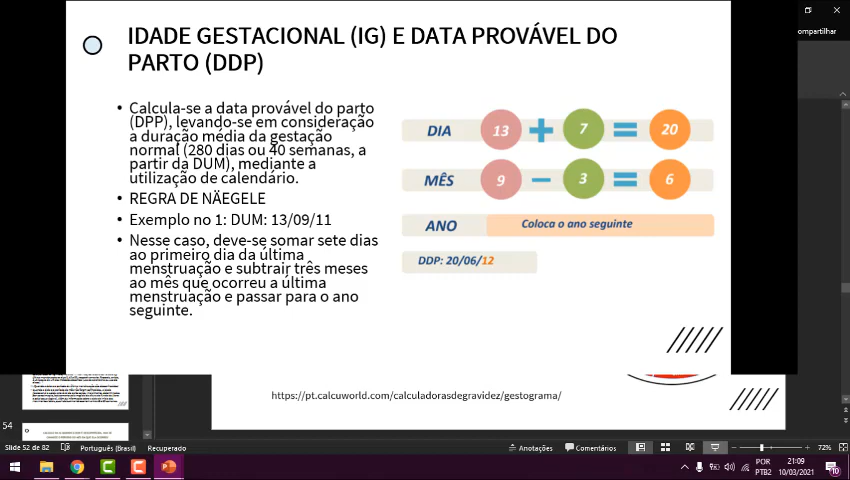 ompartilhar
IDADE GESTACIONAL (IG) E DATA PROVÁVEL DO
PARTO (DDP)
• Calcula-se a data provável do parto
(DPP), levando-se em consideração
a duração média da gestação
normal (280 dias ou 40 semanas, a
partir da DUM), mediante a
utilização de calendário.
• REGRA DE NÄEGELE
• Exemplo no 1: DUM: 13/09/11
• Nesse caso, deve-se somar sete dias
ao primeiro dia da última
menstruação e subtrair três meses
ao mês que ocorreu a última
menstruação e passar para o ano
seguinte.
DIA 13 + 7 = 20
MÊS 9 − 3 = 6
ANO Coloca o ano seguinte
DDP: 20/06/12
https://pt.calcuworld.com/calculadorasdegravidez/gestograma/
54
Slide 52 de 82 Português (Brasil) Recuperado Anotações Comentários 72%
POR 21:09
PTB2 10/03/2021 10